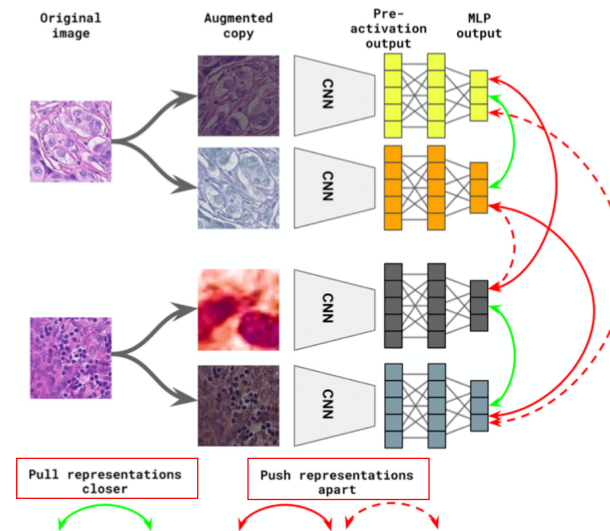 Original
image
Augmented
copy
Pre-
activation
output
MLP
output
CNN
CNN
CNN
CNN
Pull representations
closer
Push representations
apart